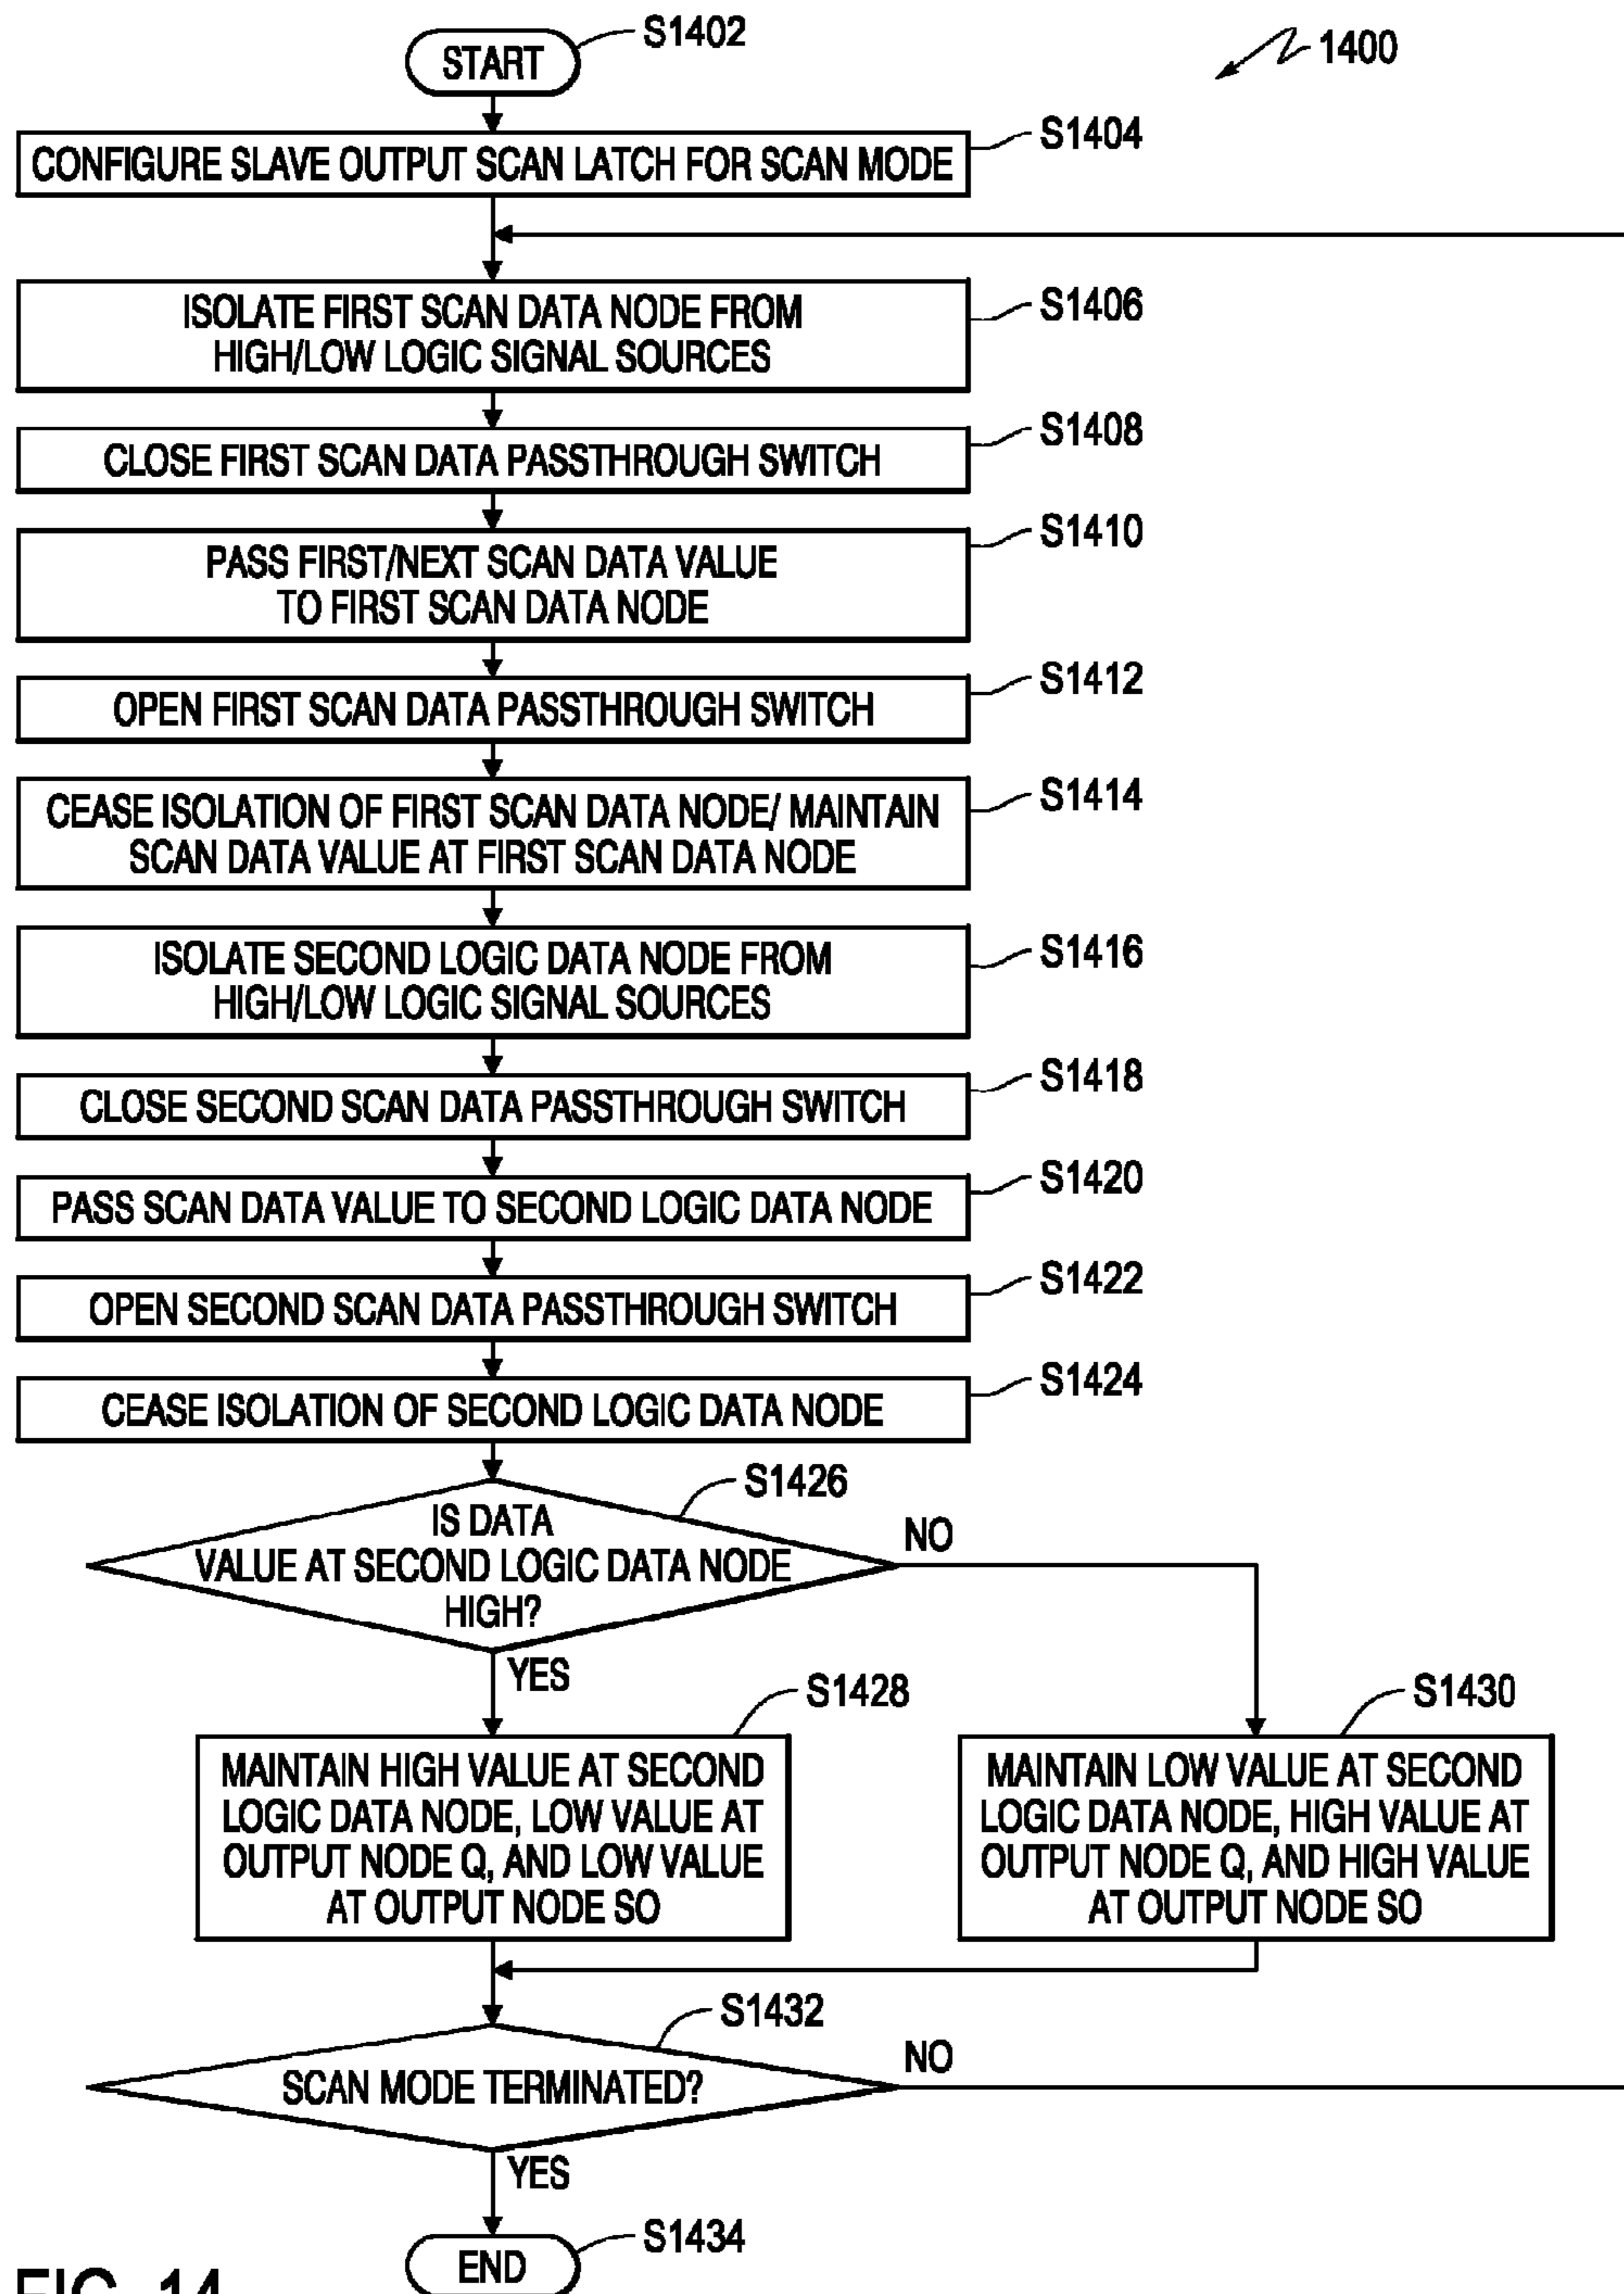 START
S1402
1400
CONFIGURE SLAVE OUTPUT SCAN LATCH FOR SCAN MODE
S1404
ISOLATE FIRST SCAN DATA NODE FROM
HIGH/LOW LOGIC SIGNAL SOURCES
S1406
CLOSE FIRST SCAN DATA PASSTHROUGH SWITCH
S1408
PASS FIRST/NEXT SCAN DATA VALUE
TO FIRST SCAN DATA NODE
S1410
OPEN FIRST SCAN DATA PASSTHROUGH SWITCH
S1412
CEASE ISOLATION OF FIRST SCAN DATA NODE/ MAINTAIN
SCAN DATA VALUE AT FIRST SCAN DATA NODE
S1414
ISOLATE SECOND LOGIC DATA NODE FROM
HIGH/LOW LOGIC SIGNAL SOURCES
S1416
CLOSE SECOND SCAN DATA PASSTHROUGH SWITCH
S1418
PASS SCAN DATA VALUE TO SECOND LOGIC DATA NODE
S1420
OPEN SECOND SCAN DATA PASSTHROUGH SWITCH
S1422
CEASE ISOLATION OF SECOND LOGIC DATA NODE
S1424
IS DATA
VALUE AT SECOND LOGIC DATA NODE
HIGH?
S1426
NO
YES
MAINTAIN HIGH VALUE AT SECOND
LOGIC DATA NODE, LOW VALUE AT
OUTPUT NODE Q, AND LOW VALUE
AT OUTPUT NODE SO
S1428
MAINTAIN LOW VALUE AT SECOND
LOGIC DATA NODE, HIGH VALUE AT
OUTPUT NODE Q, AND HIGH VALUE
AT OUTPUT NODE SO
S1430
SCAN MODE TERMINATED?
S1432
NO
YES
END
S1434
FIG. 14